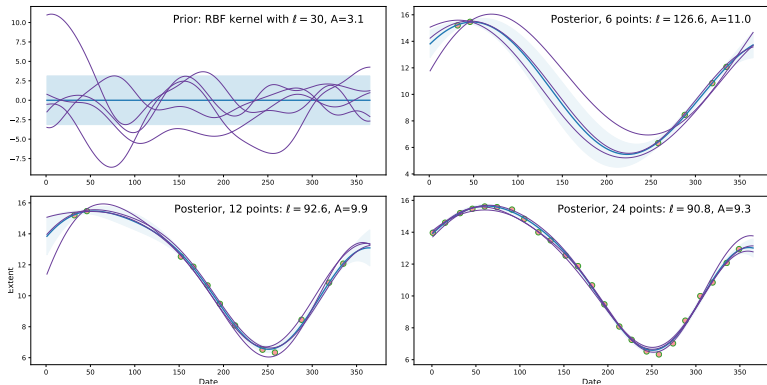 Prior: RBF kernel with ℓ = 30, A=3.1
10.0
7.5
5.0
2.5
0.0
−2.5
−5.0
−7.5
0 50 100 150 200 250 300 350
Posterior, 6 points: ℓ = 126.6, A=11.0
16
14
12
10
8
6
4
0 50 100 150 200 250 300 350
Posterior, 12 points: ℓ = 92.6, A=9.9
16
14
12
10
8
6
Extent
0 50 100 150 200 250 300 350
Date
Posterior, 24 points: ℓ = 90.8, A=9.3
16
14
12
10
8
6
0 50 100 150 200 250 300 350
Date